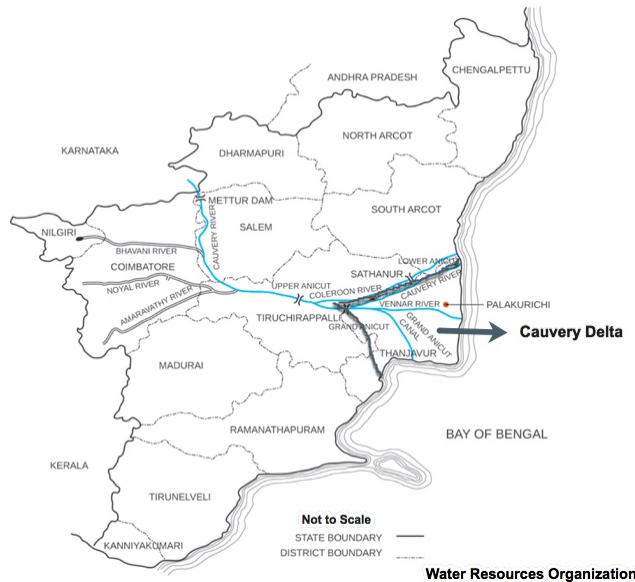 CHENGALPETTU
ANDHRA PRADESH
NORTH ARCOT
KARNATAKA
DHARMAPURI
METTUR DAM
SOUTH ARCOT
SALEM
CAUVERY RIVER
NILGIRI
BHAVANI RIVER
COIMBATORE
NOYAL RIVER
AMARAVATHY RIVER
LOWER ANICUT
SATHANUR
CAUVERY RIVER
UPPER ANICUT
COLEROON RIVER
VENNAR RIVER
PALAKURICHI
TIRUCHIRAPPALLI
GRAND ANICUT
GRAND ANICUT
CANAL
Cauvery Delta
THANJAVUR
MADURAI
RAMANATHAPURAM
BAY OF BENGAL
KERALA
TIRUNELVELI
KANNIYAKUMARI
Not to Scale
STATE BOUNDARY
DISTRICT BOUNDARY
Water Resources Organization